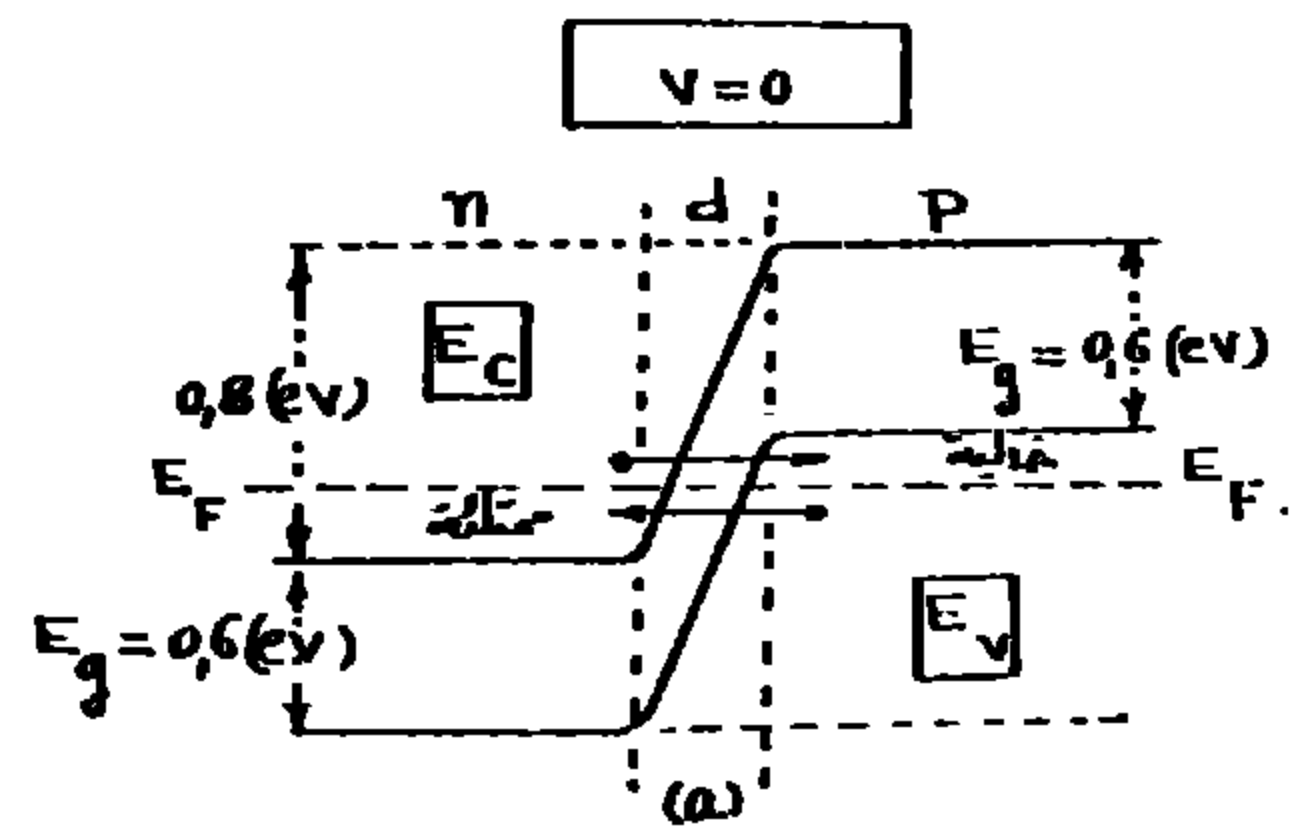 V = 0
n d P
E_C
0,8 (ev)
E_g = 0,6 (ev)
E_F
E_F .
E_g = 0,6 (ev)
E_v
(a)